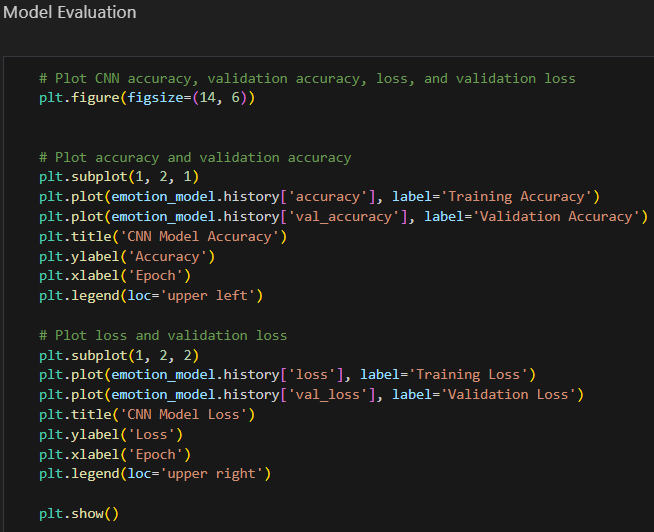 Model Evaluation
# Plot CNN accuracy, validation accuracy, loss, and validation loss
plt.figure(figsize=(14, 6))
# Plot accuracy and validation accuracy
plt.subplot(1, 2, 1)
plt.plot(emotion_model.history['accuracy'], label='Training Accuracy')
plt.plot(emotion_model.history['val_accuracy'], label='Validation Accuracy')
plt.title('CNN Model Accuracy')
plt.ylabel('Accuracy')
plt.xlabel('Epoch')
plt.legend(loc='upper left')
# Plot loss and validation loss
plt.subplot(1, 2, 2)
plt.plot(emotion_model.history['loss'], label='Training Loss')
plt.plot(emotion_model.history['val_loss'], label='Validation Loss')
plt.title('CNN Model Loss')
plt.ylabel('Loss')
plt.xlabel('Epoch')
plt.legend(loc='upper right')
plt.show()